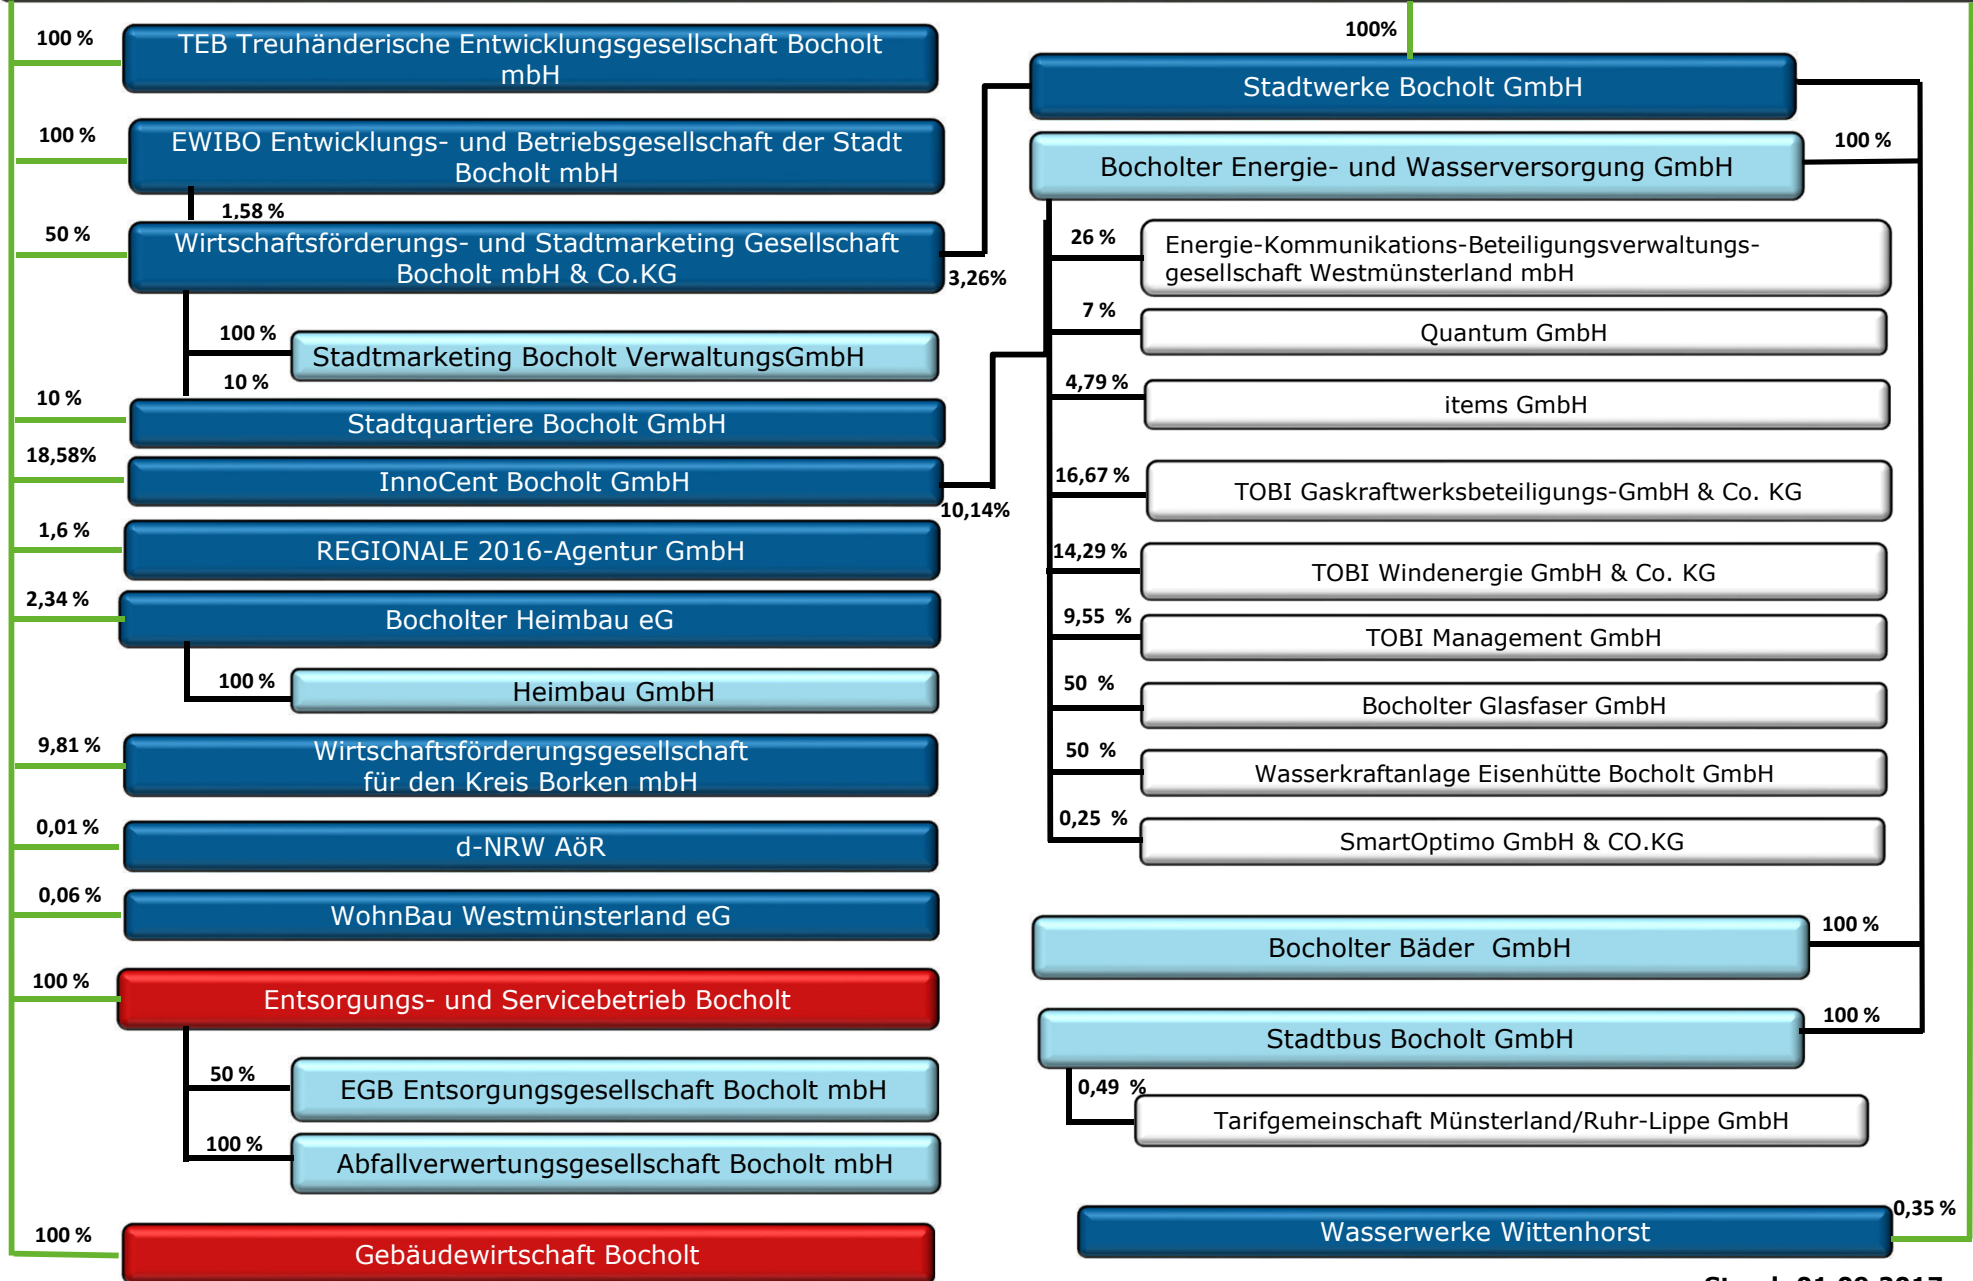 100 %
TEB Treuhänderische Entwicklungsgesellschaft Bocholt
mbH
100 %
EWIBO Entwicklungs- und Betriebsgesellschaft der Stadt
Bocholt mbH
1,58 %
50 %
Wirtschaftsförderungs- und Stadtmarketing Gesellschaft
Bocholt mbH & Co.KG
3,26%
100 %
Stadtmarketing Bocholt VerwaltungsGmbH
10 %
10 %
Stadtquartiere Bocholt GmbH
18,58%
InnoCent Bocholt GmbH
10,14%
1,6 %
REGIONALE 2016-Agentur GmbH
2,34 %
Bocholter Heimbau eG
100 %
Heimbau GmbH
9,81 %
Wirtschaftsförderungsgesellschaft
für den Kreis Borken mbH
0,01 %
d-NRW AöR
0,06 %
WohnBau Westmünsterland eG
100 %
Entsorgungs- und Servicebetrieb Bocholt
50 %
EGB Entsorgungsgesellschaft Bocholt mbH
100 %
Abfallverwertungsgesellschaft Bocholt mbH
100 %
Gebäudewirtschaft Bocholt
100%
Stadtwerke Bocholt GmbH
100 %
Bocholter Energie- und Wasserversorgung GmbH
26 %
Energie-Kommunikations-Beteiligungsverwaltungs-
gesellschaft Westmünsterland mbH
7 %
Quantum GmbH
4,79 %
items GmbH
16,67 %
TOBI Gaskraftwerksbeteiligungs-GmbH & Co. KG
14,29 %
TOBI Windenergie GmbH & Co. KG
9,55 %
TOBI Management GmbH
50 %
Bocholter Glasfaser GmbH
50 %
Wasserkraftanlage Eisenhütte Bocholt GmbH
0,25 %
SmartOptimo GmbH & CO.KG
100 %
Bocholter Bäder GmbH
100 %
Stadtbus Bocholt GmbH
0,49 %
Tarifgemeinschaft Münsterland/Ruhr-Lippe GmbH
0,35 %
Wasserwerke Wittenhorst